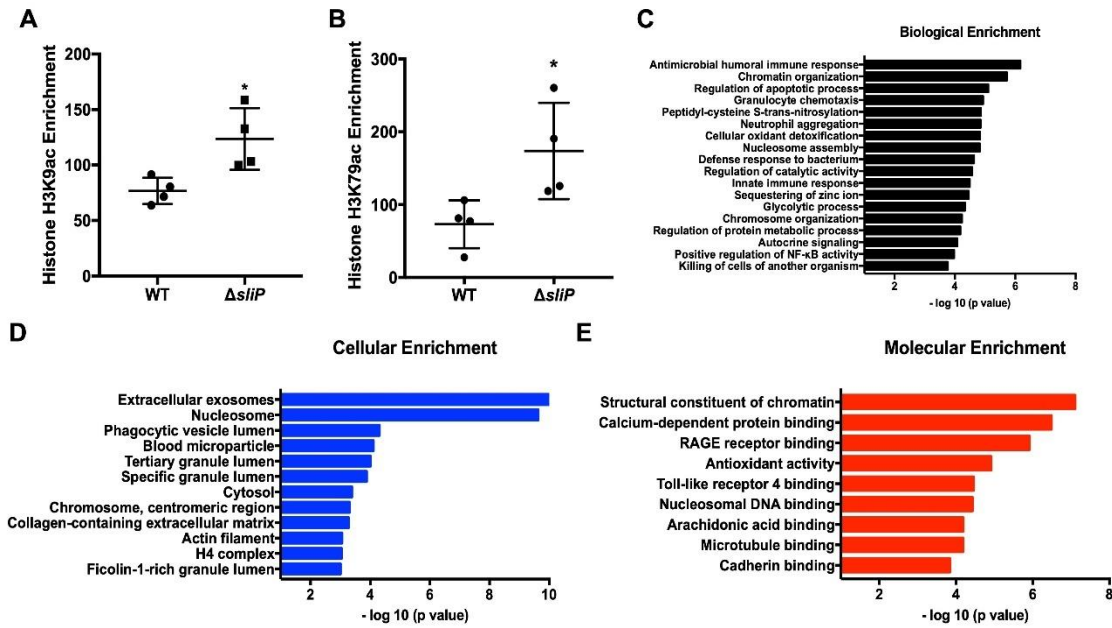 A
Histone H3K9ac Enrichment
200
150
100
50
0
*
WT
ΔsliP
B
Histone H3K79ac Enrichment
300
200
100
0
*
WT
ΔsliP
C
Biological Enrichment
Antimicrobial humoral immune response
Chromatin organization
Regulation of apoptotic process
Granulocyte chemotaxis
Peptidyl-cysteine S-trans-nitrosylation
Neutrophil aggregation
Cellular oxidant detoxification
Nucleosome assembly
Defense response to bacterium
Regulation of catalytic activity
Innate immune response
Sequestering of zinc ion
Glycolytic process
Chromosome organization
Regulation of protein metabolic process
Autocrine signaling
Positive regulation of NF-κB activity
Killing of cells of another organism
2 4 6 8
- log 10 (p value)
D
Cellular Enrichment
Extracellular exosomes
Nucleosome
Phagocytic vesicle lumen
Blood microparticle
Tertiary granule lumen
Specific granule lumen
Cytosol
Chromosome, centromeric region
Collagen-containing extracellular matrix
Actin filament
H4 complex
Ficolin-1-rich granule lumen
2 4 6 8 10
- log 10 (p value)
E
Molecular Enrichment
Structural constituent of chromatin
Calcium-dependent protein binding
RAGE receptor binding
Antioxidant activity
Toll-like receptor 4 binding
Nucleosomal DNA binding
Arachidonic acid binding
Microtubule binding
Cadherin binding
2 4 6 8
- log 10 (p value)